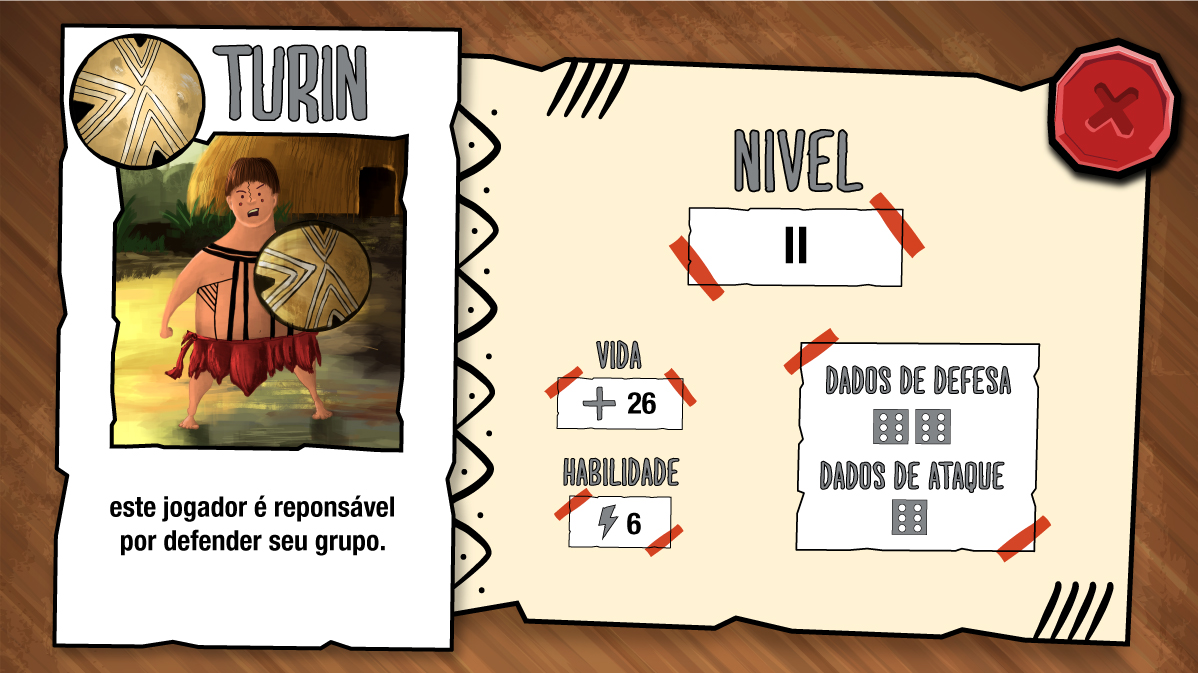 TURIN
este jogador é reponsável
por defender seu grupo.
NIVEL
II
VIDA
+ 26
HABILIDADE
6
DADOS DE DEFESA
DADOS DE ATAQUE